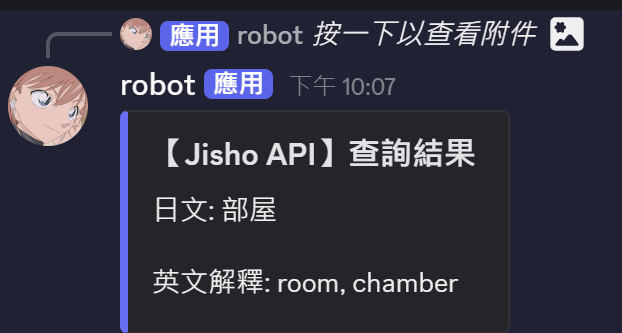 應用 robot 按一下以查看附件
robot 應用 下午 10:07
【Jisho API】查詢結果
日文: 部屋
英文解釋: room, chamber